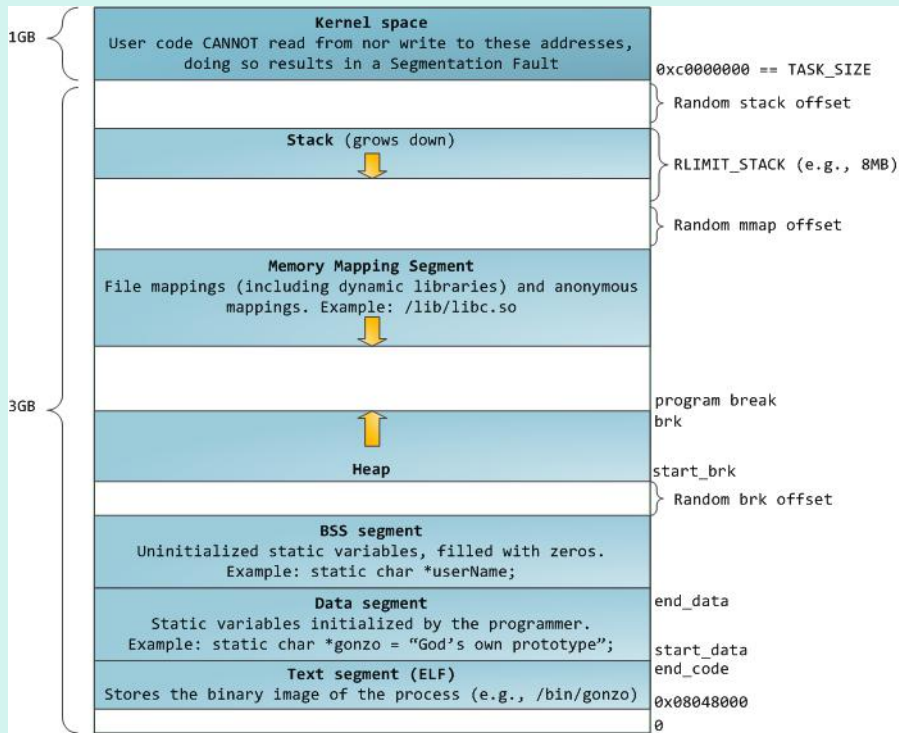 Kernel space
1GB
User code CANNOT read from nor write to these addresses,
doing so results in a Segmentation Fault
0xc0000000 == TASK_SIZE
Random stack offset
Stack (grows down)
RLIMIT_STACK (e.g., 8MB)
Random mmap offset
Memory Mapping Segment
File mappings (including dynamic libraries) and anonymous
mappings. Example: /lib/libc.so
3GB
program break
brk
Heap
start_brk
Random brk offset
BSS segment
Uninitialized static variables, filled with zeros.
Example: static char *userName;
Data segment
end_data
Static variables initialized by the programmer.
Example: static char *gonzo = “God’s own prototype”;
start_data
end_code
Text segment (ELF)
Stores the binary image of the process (e.g., /bin/gonzo)
0x08048000
0